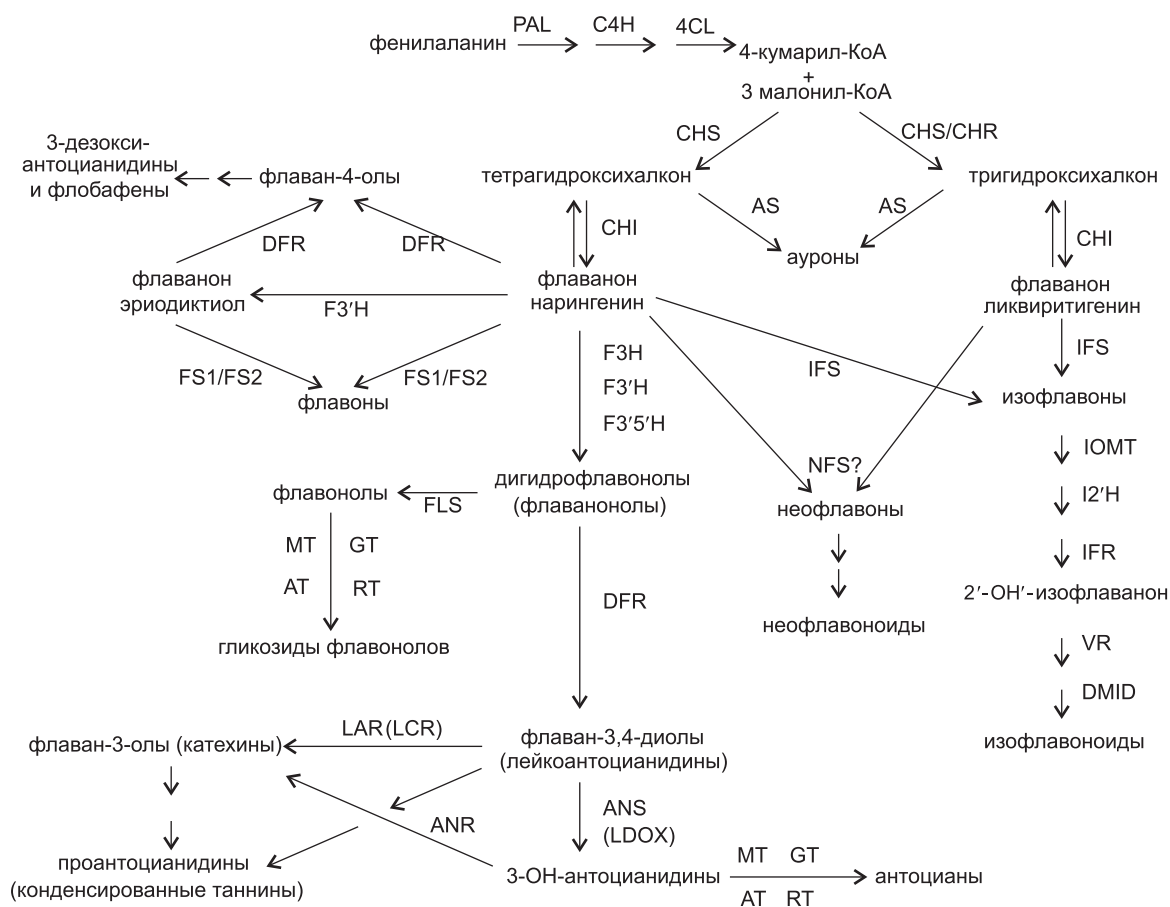 фенилаланин PAL C4H 4CL 4-кумарил-КоА
+
3 малонил-КоА
CHS CHS/CHR
3-дезокси-
антоцианидины
и флобафены
флаван-4-олы
тетрагидроксихалкон
тригидроксихалкон
AS AS
DFR DFR CHI ауроны CHI
флаванон
эриодиктиол
F3′H
флаванон
нарингенин
флаванон
ликвиритигенин
FS1/FS2 FS1/FS2
флавоны
F3H
F3′H
F3′5′H
IFS
IFS
изофлавоны
IOMT
I2′H
IFR
2′-OH′-изофлаванон
VR
DMID
изофлавоноиды
NFS?
неофлавоны
неофлавоноиды
дигидрофлавонолы
(флаванонолы)
FLS
флавонолы
MT GT
AT RT
гликозиды флавонолов
DFR
флаван-3,4-диолы
(лейкоантоцианидины)
LAR (LCR)
флаван-3-олы (катехины)
ANS
(LDOX)
ANR
проантоцианидины
(конденсированные таннины)
3-ОН-антоцианидины
MT GT
AT RT
антоцианы